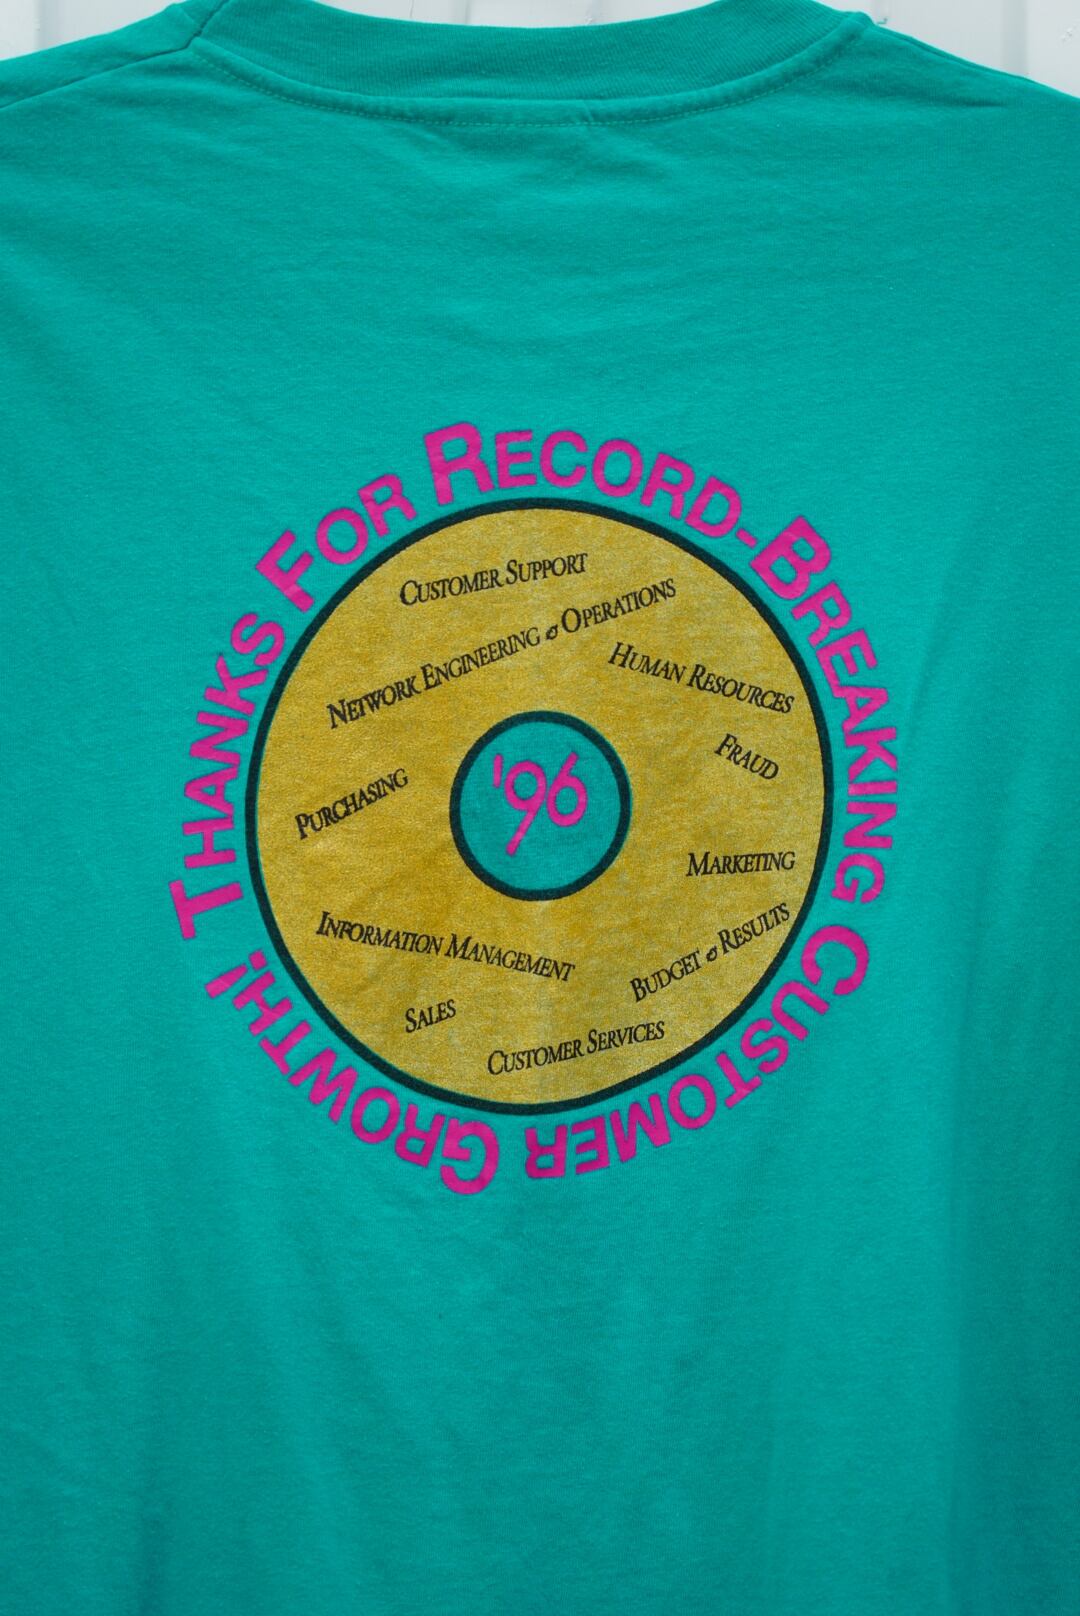 THANKS FOR RECORD-BREAKING CUSTOMER GROWTH!
CUSTOMER SUPPORT
NETWORK ENGINEERING & OPERATIONS
HUMAN RESOURCES
FRAUD
PURCHASING
'96
MARKETING
INFORMATION MANAGEMENT
BUDGET & RESULTS
SALES
CUSTOMER SERVICES